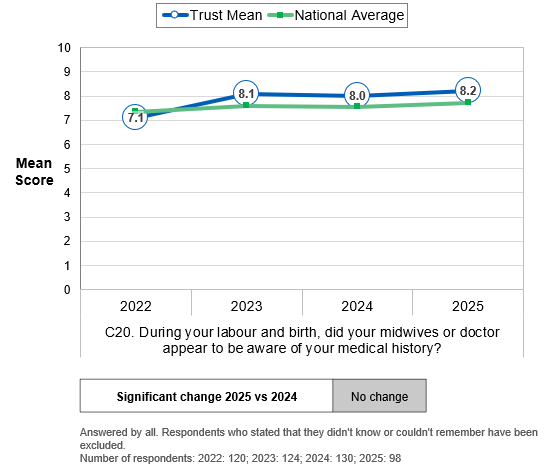 Trust Mean National Average
10
9
8
7
6
5
4
3
2
1
0
Mean
Score
7.1
8.1
8.0
8.2
2022 2023 2024 2025
C20. During your labour and birth, did your midwives or doctor
appear to be aware of your medical history?
Significant change 2025 vs 2024 No change
Answered by all. Respondents who stated that they didn't know or couldn't remember have been
excluded.
Number of respondents: 2022: 120; 2023: 124; 2024: 130; 2025: 98